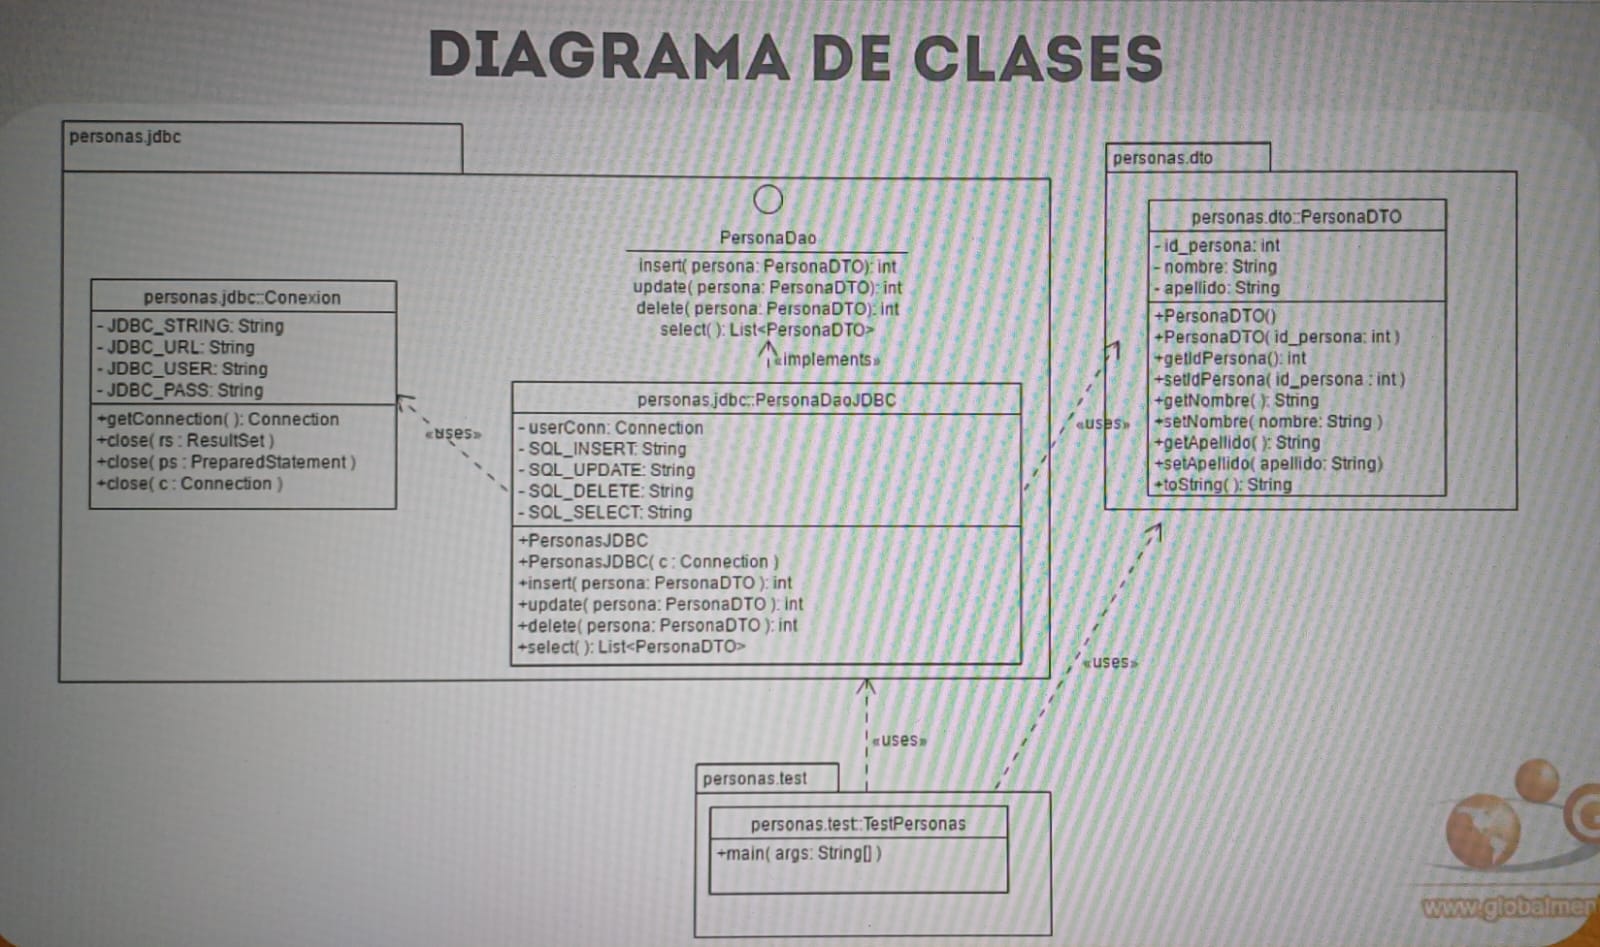 DIAGRAMA DE CLASES
personas.jdbc
PersonaDao
insert( persona: PersonaDTO): int
update( persona: PersonaDTO): int
delete( persona: PersonaDTO): int
select( ): List<PersonaDTO>
«implements»
personas.jdbc::Conexion
- JDBC_STRING: String
- JDBC_URL: String
- JDBC_USER: String
- JDBC_PASS: String
+getConnection( ): Connection
+close( rs : ResultSet )
+close( ps : PreparedStatement )
+close( c : Connection )
«uses»
personas.jdbc::PersonaDaoJDBC
- userConn: Connection
- SQL_INSERT: String
- SQL_UPDATE: String
- SQL_DELETE: String
- SQL_SELECT: String
+PersonasJDBC
+PersonasJDBC( c : Connection )
+insert( persona: PersonaDTO ): int
+update( persona: PersonaDTO ): int
+delete( persona: PersonaDTO ): int
+select( ): List<PersonaDTO>
«uses»
personas.dto
personas.dto::PersonaDTO
- id_persona: int
- nombre: String
- apellido: String
+PersonaDTO()
+PersonaDTO( id_persona: int )
+getIdPersona(): int
+setIdPersona( id_persona : int )
+getNombre( ): String
+setNombre( nombre: String )
+getApellido( ): String
+setApellido( apellido: String)
+toString( ): String
«uses»
«uses»
personas.test
personas.test::TestPersonas
+main( args: String[] )
www.globalmen